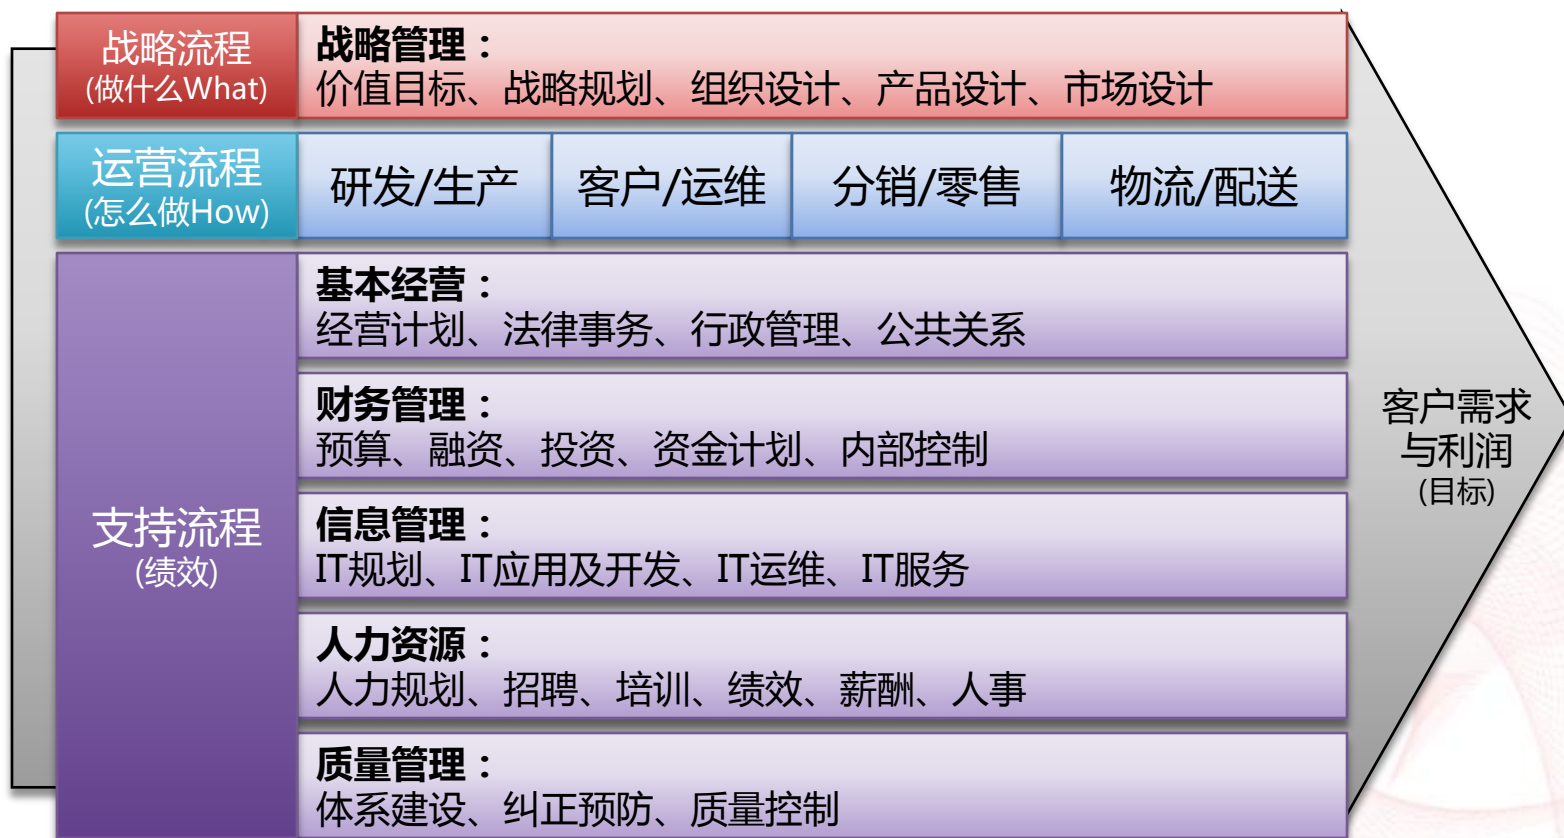 战略流程
(做什么What)
战略管理：
价值目标、战略规划、组织设计、产品设计、市场设计
运营流程
(怎么做How)
研发/生产
客户/运维
分销/零售
物流/配送
支持流程
(绩效)
基本经营：
经营计划、法律事务、行政管理、公共关系
财务管理：
预算、融资、投资、资金计划、内部控制
信息管理：
IT规划、IT应用及开发、IT运维、IT服务
人力资源：
人力规划、招聘、培训、绩效、薪酬、人事
质量管理：
体系建设、纠正预防、质量控制
客户需求
与利润
(目标)